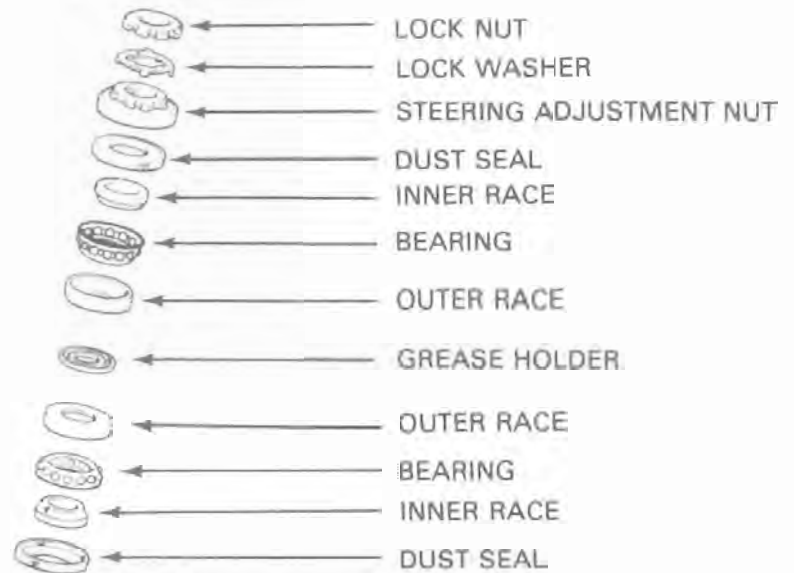 LOCK NUT
LOCK WASHER
STEERING ADJUSTMENT NUT
DUST SEAL
INNER RACE
BEARING
OUTER RACE
GREASE HOLDER
OUTER RACE
BEARING
INNER RACE
DUST SEAL